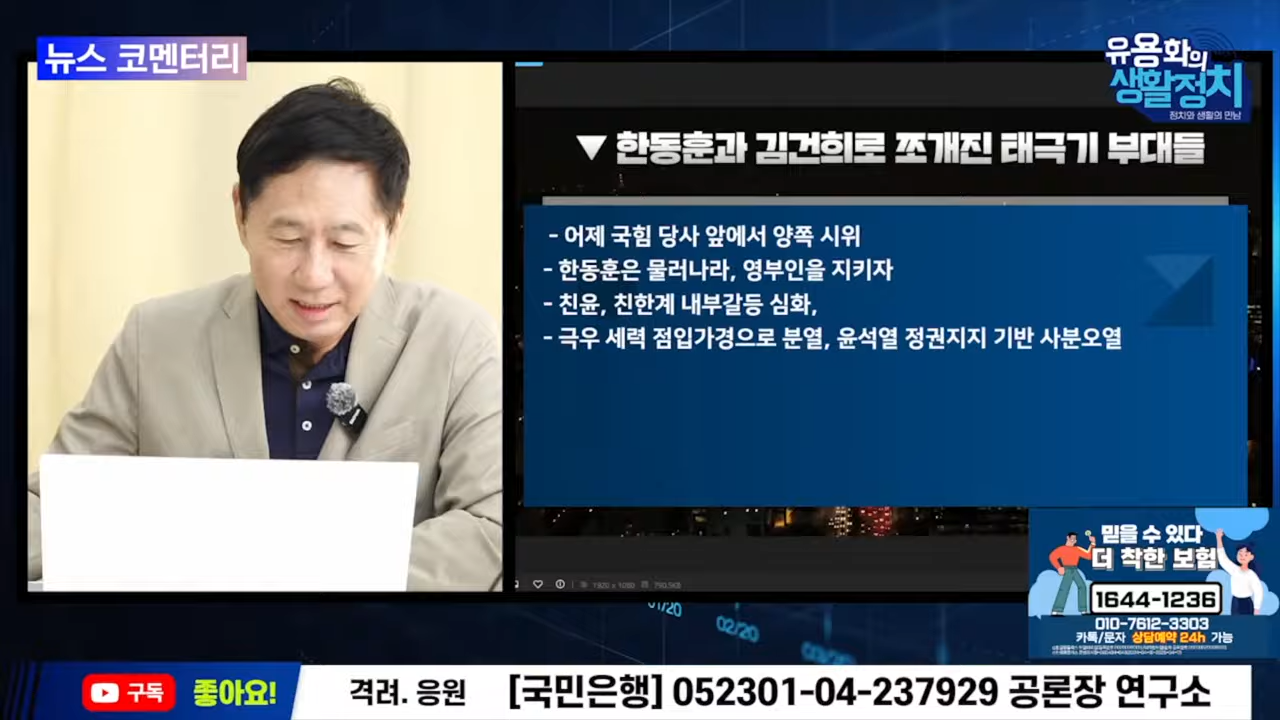 뉴스 코멘터리
유용화의
생활정치
정치와 생활의 만남
▼ 한동훈과 김건희로 쪼개진 태극기 부대들
- 어제 국힘 당사 앞에서 양쪽 시위
- 한동훈은 물러나라, 영부인을 지키자
- 친윤, 친한계 내부갈등 심화,
- 극우 세력 점입가경으로 분열, 윤석열 정권지지 기반 사분오열
믿을 수 있다
더 착한 보험
1644-1236
010-7612-3303
카톡/문자 상담예약 24h 가능
01/20
02/20
구독 좋아요!
격려. 응원 [국민은행] 052301-04-237929 공론장 연구소